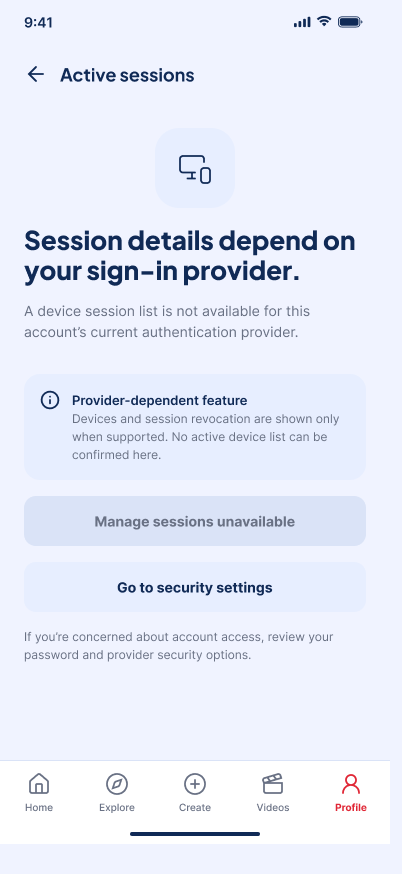 9:41
Active sessions
Session details depend on
your sign-in provider.
A device session list is not available for this
account’s current authentication provider.
Provider-dependent feature
Devices and session revocation are shown only
when supported. No active device list can be
confirmed here.
Manage sessions unavailable
Go to security settings
If you’re concerned about account access, review your
password and provider security options.
Home
Explore
Create
Videos
Profile